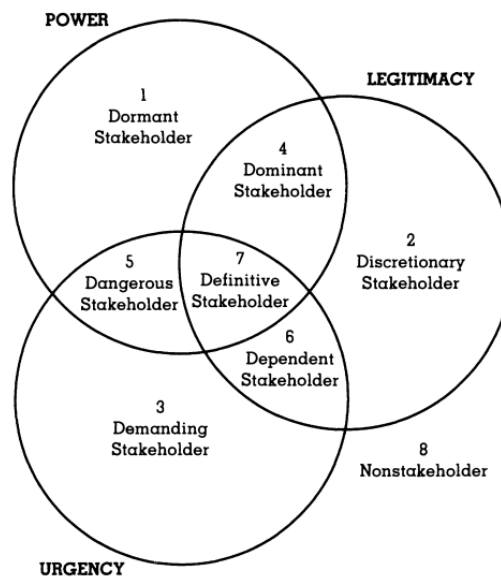 POWER
1
Dormant
Stakeholder
LEGITIMACY
4
Dominant
Stakeholder
2
Discretionary
Stakeholder
5
Dangerous
Stakeholder
7
Definitive
Stakeholder
6
Dependent
Stakeholder
3
Demanding
Stakeholder
8
Nonstakeholder
URGENCY